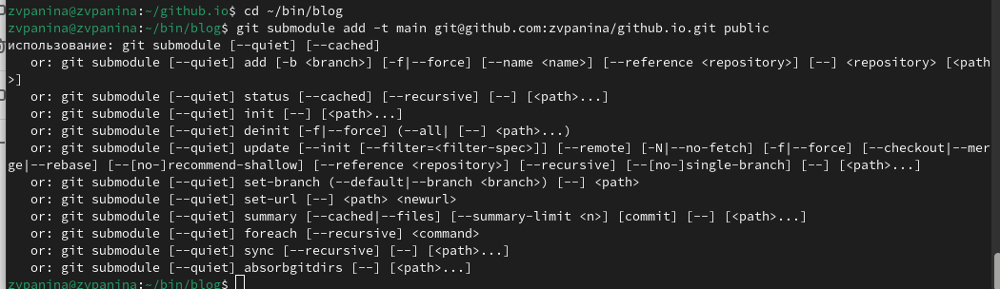 zvpanina@zvpanina:~/github.io$ cd ~/bin/blog
zvpanina@zvpanina:~/bin/blog$ git submodule add -t main git@github.com:zvpanina/github.io.git public
использование: git submodule [--quiet] [--cached]
   or: git submodule [--quiet] add [-b <branch>] [-f|--force] [--name <name>] [--reference <repository>] [--] <repository> [<path
>]
   or: git submodule [--quiet] status [--cached] [--recursive] [--] [<path>...]
   or: git submodule [--quiet] init [--] [<path>...]
   or: git submodule [--quiet] deinit [-f|--force] (--all| [--] <path>...)
   or: git submodule [--quiet] update [--init [--filter=<filter-spec>]] [--remote] [-N|--no-fetch] [-f|--force] [--checkout|--mer
ge|--rebase] [--[no-]recommend-shallow] [--reference <repository>] [--recursive] [--[no-]single-branch] [--] [<path>...]
   or: git submodule [--quiet] set-branch (--default|--branch <branch>) [--] <path>
   or: git submodule [--quiet] set-url [--] <path> <newurl>
   or: git submodule [--quiet] summary [--cached|--files] [--summary-limit <n>] [commit] [--] [<path>...]
   or: git submodule [--quiet] foreach [--recursive] <command>
   or: git submodule [--quiet] sync [--recursive] [--] [<path>...]
   or: git submodule [--quiet] absorbgitdirs [--] [<path>...]
zvpanina@zvpanina:~/bin/blog$